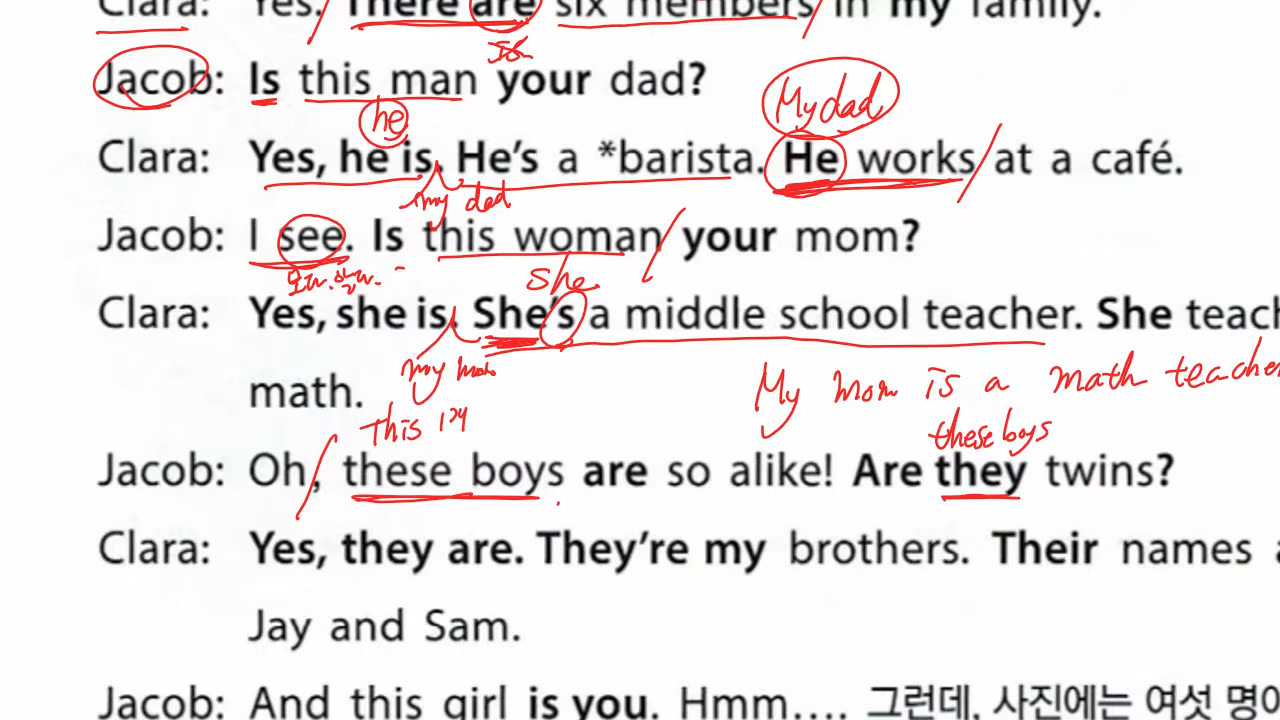 Clara: Yes. There are six members in my family.
is
Jacob: Is this man your dad?
My dad
he
Clara: Yes, he is. He's a *barista. He works at a café.
my dad
Jacob: I see. Is this woman your mom?
she
Clara: Yes, she is. She's a middle school teacher. She teach
my mom
My mom is a math teacher
math.
this
these boys
Jacob: Oh, these boys are so alike! Are they twins?
Clara: Yes, they are. They're my brothers. Their names a
Jay and Sam.
Jacob: And this girl is you. Hmm.... 그런데, 사진에는 여섯 명이